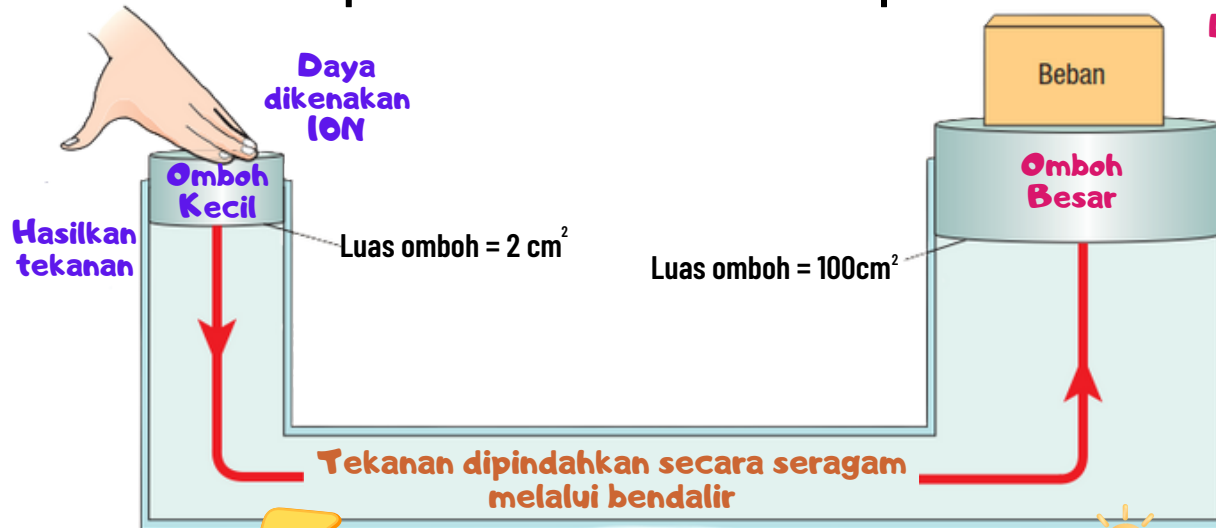 Daya
dikenakan
10N
Omboh
Kecil
Hasilkan
tekanan
Luas omboh = 2 cm²
Beban
Omboh
Besar
Luas omboh = 100cm²
Tekanan dipindahkan secara seragam
melalui bendalir